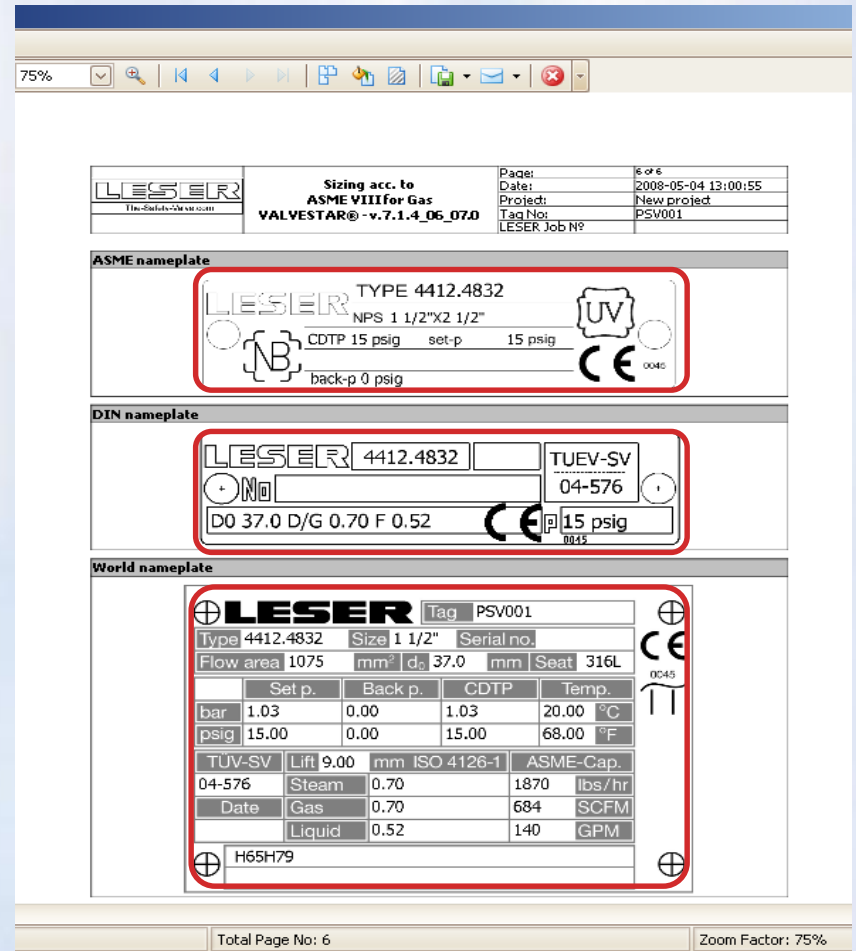 75%
LESER
The-Safety-Valve.com
Sizing acc. to
ASME VIII for Gas
VALVESTAR® - v.7.1.4_06_07.0
Page: 6 of 6
Date: 2008-05-04 13:00:55
Project: New project
Tag No: PSV001
LESER Job Nº
ASME nameplate
LESER TYPE 4412.4832
NPS 1 1/2"X2 1/2"
UV
CDTP 15 psig set-p 15 psig
NB
CE 0045
back-p 0 psig
DIN nameplate
LESER 4412.4832 TUEV-SV
No 04-576
D0 37.0 D/G 0.70 F 0.52 CE p 15 psig
0045
World nameplate
LESER Tag PSV001
Type 4412.4832 Size 1 1/2" Serial no.
CE
Flow area 1075 mm² d₀ 37.0 mm Seat 316L
0045
Set p. Back p. CDTP Temp.
bar 1.03 0.00 1.03 20.00 °C
psig 15.00 0.00 15.00 68.00 °F
TÜV-SV Lift 9.00 mm ISO 4126-1 ASME-Cap.
04-576 Steam 0.70 1870 lbs/hr
Date Gas 0.70 684 SCFM
Liquid 0.52 140 GPM
H65H79
Total Page No: 6 Zoom Factor: 75%